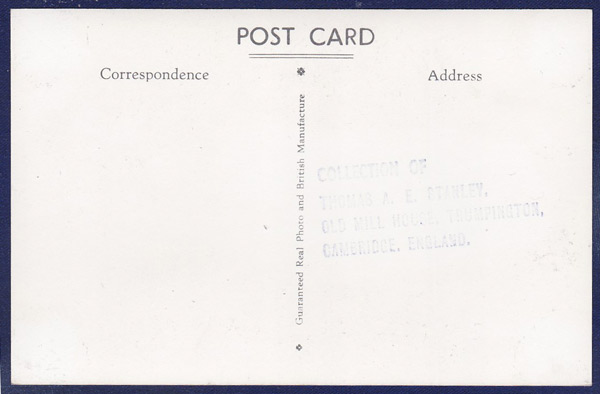 POST CARD
Correspondence
Address
Guaranteed Real Photo and British Manufacture
COLLECTION OF
THOMAS A. E. STANLEY,
OLD MILL HOUSE, TRUMPINGTON,
CAMBRIDGE, ENGLAND.